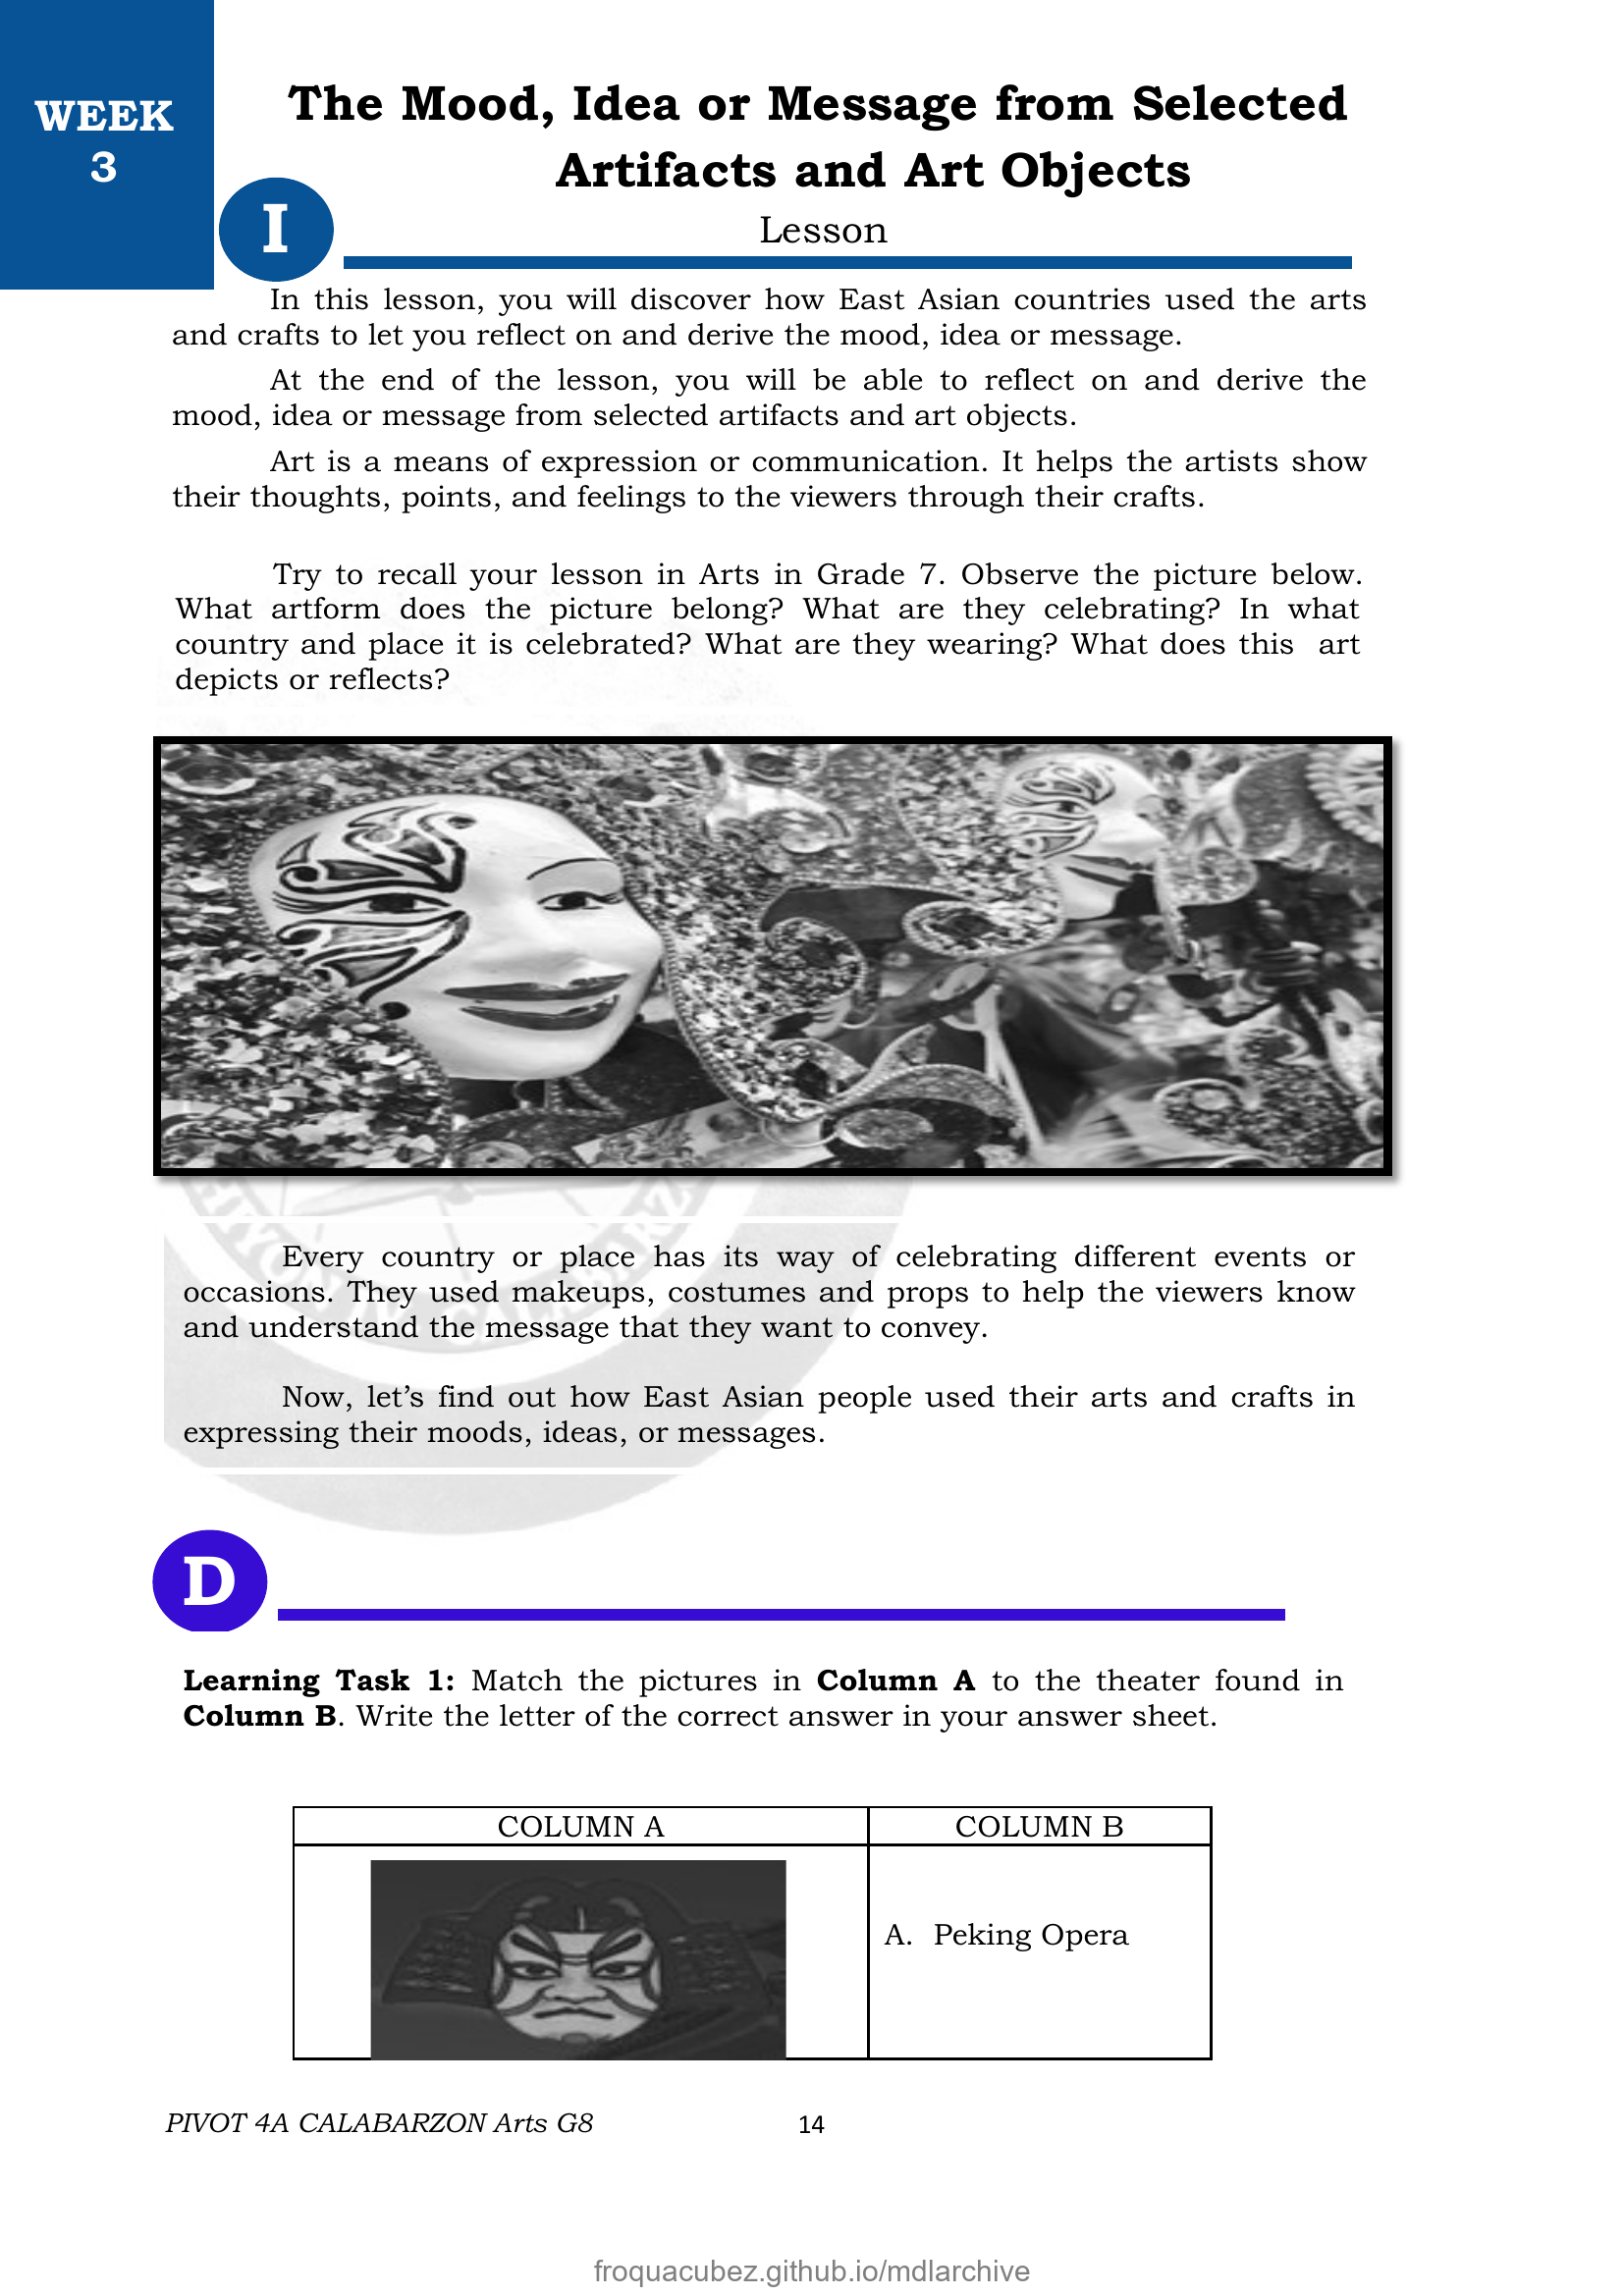 WEEK
3
The Mood, Idea or Message from Selected
Artifacts and Art Objects
I
Lesson
In this lesson, you will discover how East Asian countries used the arts
and crafts to let you reflect on and derive the mood, idea or message.
At the end of the lesson, you will be able to reflect on and derive the
mood, idea or message from selected artifacts and art objects.
Art is a means of expression or communication. It helps the artists show
their thoughts, points, and feelings to the viewers through their crafts.
Try to recall your lesson in Arts in Grade 7. Observe the picture below.
What artform does the picture belong? What are they celebrating? In what
country and place it is celebrated? What are they wearing? What does this art
depicts or reflects?
Every country or place has its way of celebrating different events or
occasions. They used makeups, costumes and props to help the viewers know
and understand the message that they want to convey.
Now, let’s find out how East Asian people used their arts and crafts in
expressing their moods, ideas, or messages.
D
Learning Task 1: Match the pictures in Column A to the theater found in
Column B. Write the letter of the correct answer in your answer sheet.
COLUMN A
COLUMN B
A. Peking Opera
PIVOT 4A CALABARZON Arts G8
14
froquacubez.github.io/mdlarchive